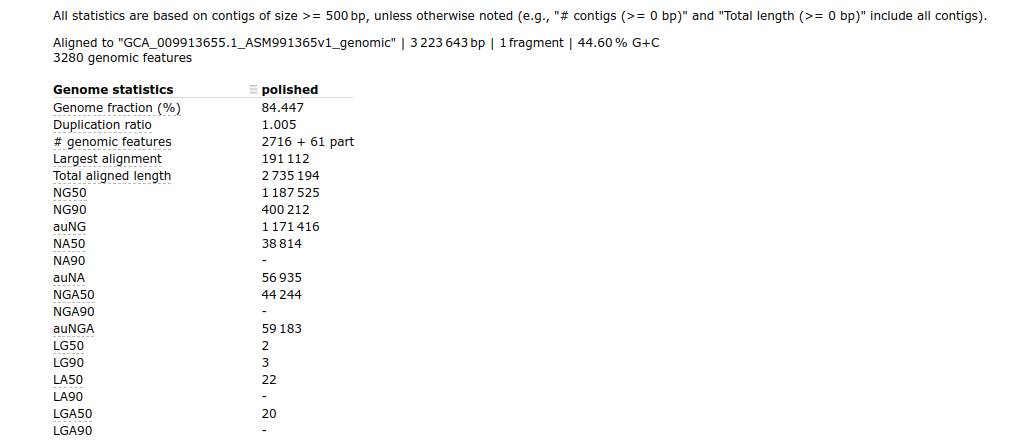 All statistics are based on contigs of size >= 500 bp, unless otherwise noted (e.g., "# contigs (>= 0 bp)" and "Total length (>= 0 bp)" include all contigs).
Aligned to "GCA_009913655.1_ASM991365v1_genomic" | 3 223 643 bp | 1 fragment | 44.60 % G+C
3280 genomic features
Genome statistics polished
Genome fraction (%) 84.447
Duplication ratio 1.005
# genomic features 2716 + 61 part
Largest alignment 191 112
Total aligned length 2 735 194
NG50 1 187 525
NG90 400 212
auNG 1 171 416
NA50 38 814
NA90 -
auNA 56 935
NGA50 44 244
NGA90 -
auNGA 59 183
LG50 2
LG90 3
LA50 22
LA90 -
LGA50 20
LGA90 -